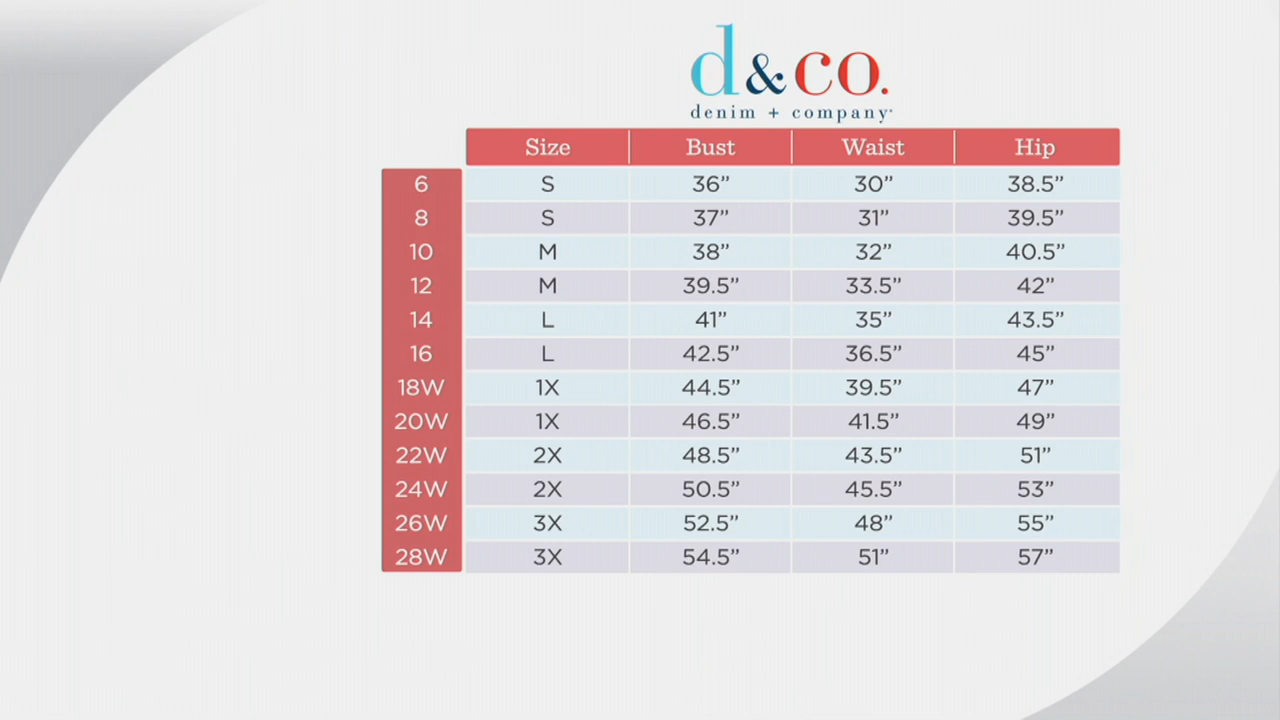 d&co.
denim + company
Size Bust Waist Hip
6 S 36” 30” 38.5”
8 S 37” 31” 39.5”
10 M 38” 32” 40.5”
12 M 39.5” 33.5” 42”
14 L 41” 35” 43.5”
16 L 42.5” 36.5” 45”
18W 1X 44.5” 39.5” 47”
20W 1X 46.5” 41.5” 49”
22W 2X 48.5” 43.5” 51”
24W 2X 50.5” 45.5” 53”
26W 3X 52.5” 48” 55”
28W 3X 54.5” 51” 57”